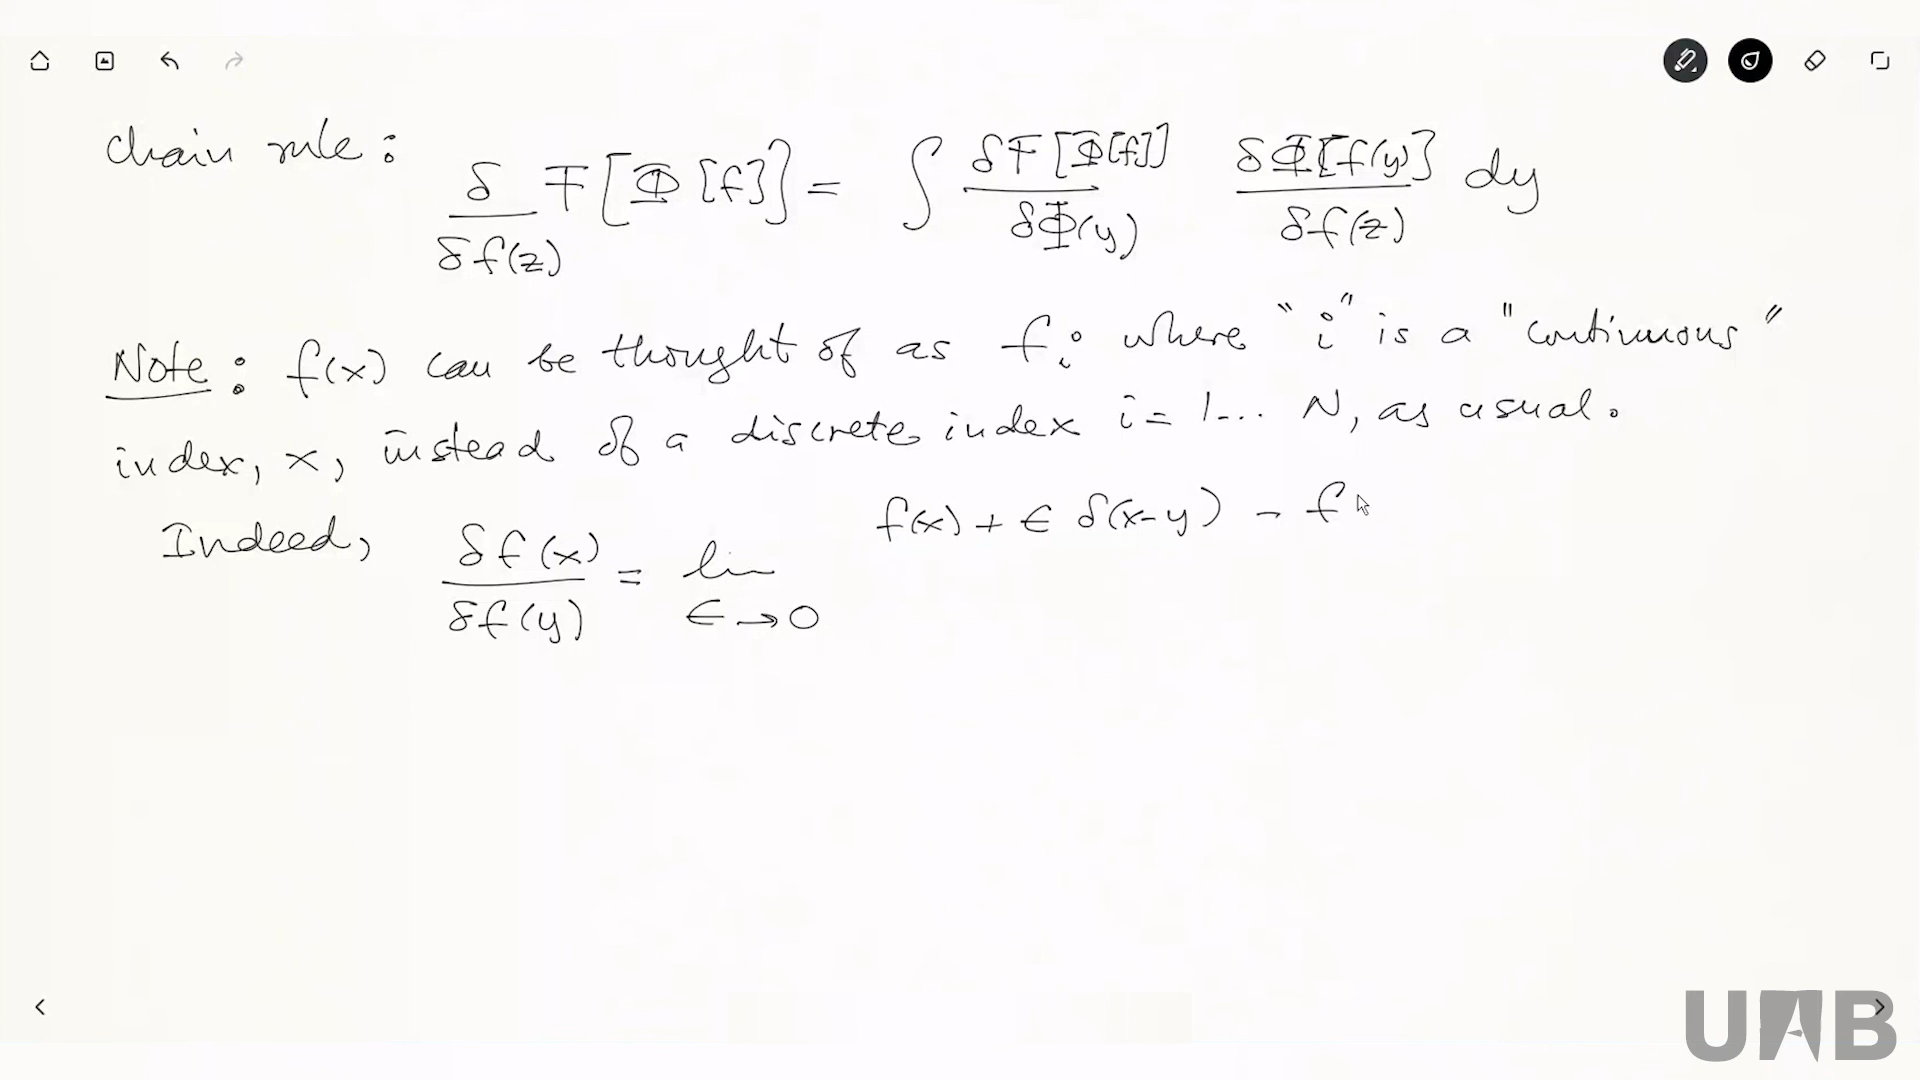 chain rule: δ/δf(z) F[Φ[f]] = ∫ δF[Φ[f]]/δΦ(y) δΦ[f(y)]/δf(z) dy
Note: f(x) can be thought of as fᵢ: where "i" is a "continuous"
index, x, instead of a discrete index i = 1... N, as usual.
Indeed, δf(x)/δf(y) = lim ε→0 f(x) + ε δ(x-y) - f
UAB